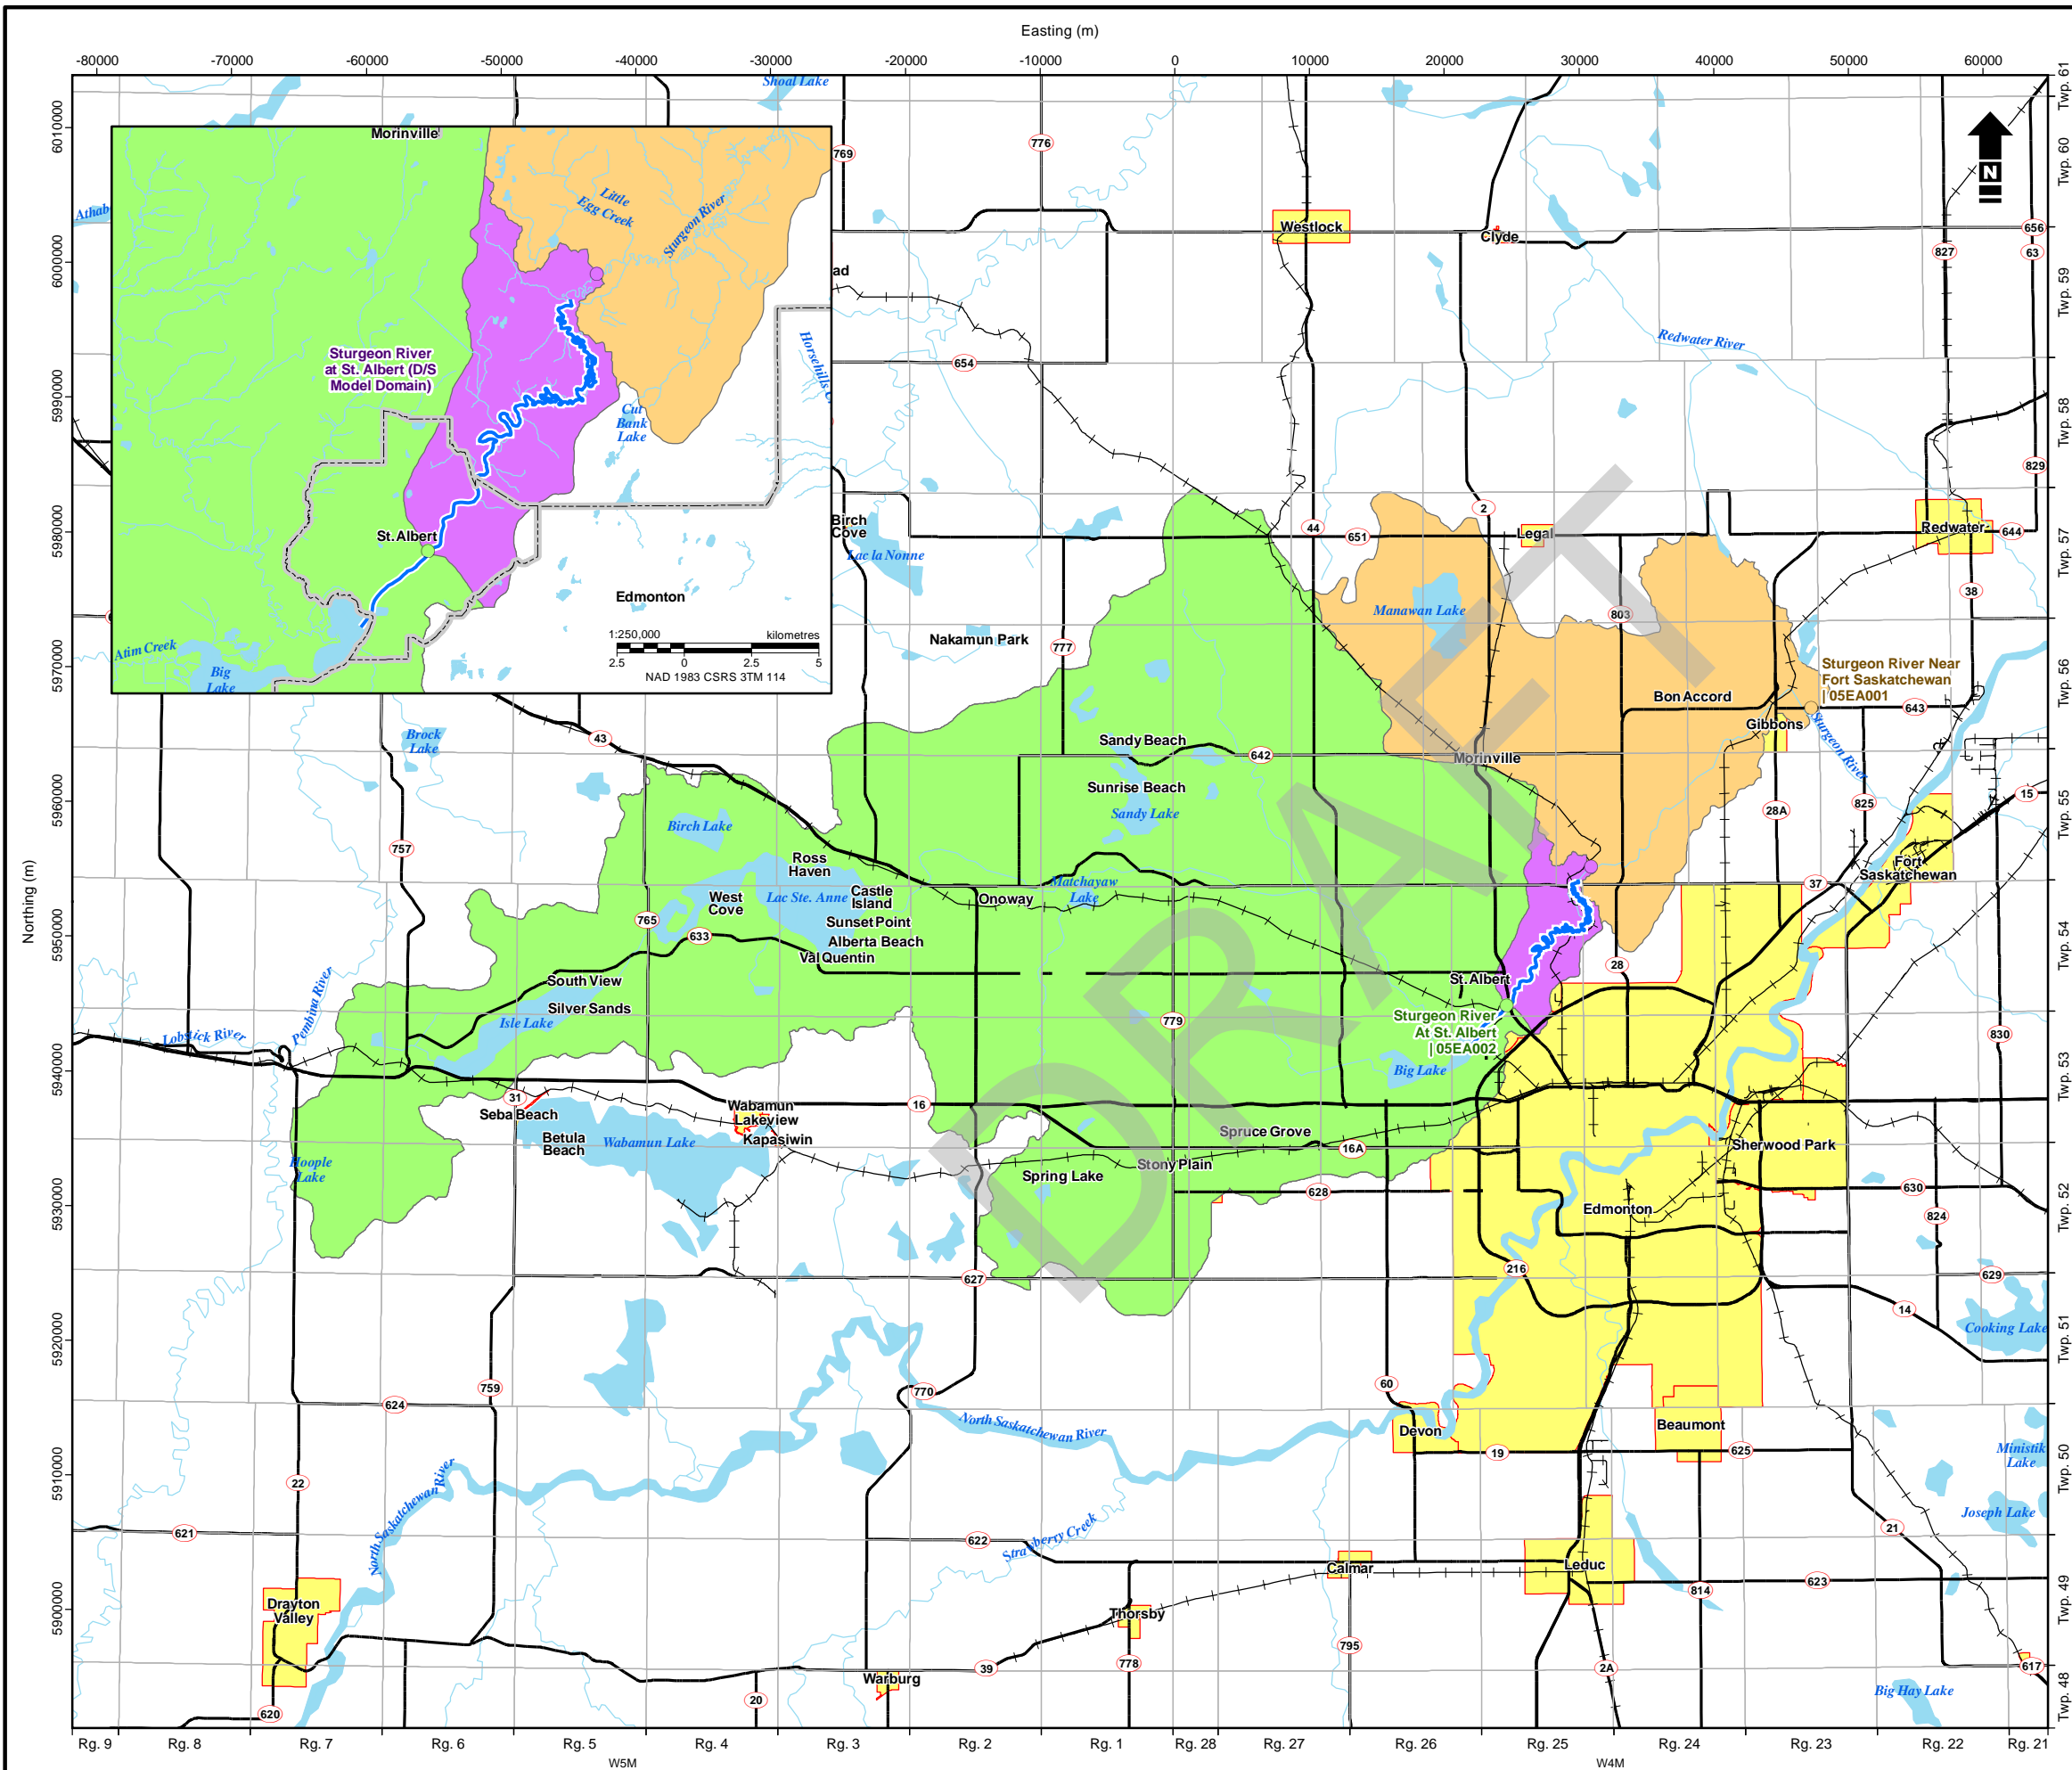 Easting (m)
-80000 -70000 -60000 -50000 -40000 -30000 -20000 -10000 0 10000 20000 30000 40000 50000 60000
Northing (m)
6010000
6000000
5990000
5980000
5970000
5960000
5950000
5940000
5930000
5920000
5910000
5900000
Twp. 61
Twp. 60
Twp. 59
Twp. 58
Twp. 57
Twp. 56
Twp. 55
Twp. 54
Twp. 53
Twp. 52
Twp. 51
Twp. 50
Twp. 49
Twp. 48
N
Shoal Lake
Athab
Morinville
Little
Egg Creek
Sturgeon River
Sturgeon River
at St. Albert (D/S
Model Domain)
Cut
Bank
Lake
Horsehills C
St. Albert
Edmonton
Atim Creek
Big
Lake
1:250,000 kilometres
2.5 0 2.5 5
NAD 1983 CSRS 3TM 114
769
776
ad
654
Westlock
Clyde
827
656
63
Redwater River
829
Birch
Cove
Lac la Nonne
44
651
2
Legal
Redwater
644
38
Manawan Lake
803
Nakamun Park
777
Sturgeon River Near
Fort Saskatchewan
| 05EA001
Bon Accord
Gibbons
643
Sturgeon River
Brock
Lake
43
Sandy Beach
642
Morinville
Sunrise Beach
Sandy Lake
28A
825
15
757
Birch Lake
Ross
Haven
West
Cove
Lac Ste. Anne
Castle
Island
Sunset Point
Alberta Beach
Val Quentin
Onoway
Matchayaw
Lake
765
633
Fort
Saskatchewan
37
28
South View
Silver Sands
Isle Lake
St. Albert
Sturgeon River
At St. Albert
| 05EA002
Big Lake
779
830
Lobstick River
Pembina River
31
Seba Beach
Betula
Beach
Wabamun Lake
Wabamun
Lakeview
Kapasiwin
16
Spruce Grove
16A
Stony Plain
Spring Lake
Sherwood Park
Hoople
Lake
628
630
Edmonton
824
627
216
629
14
Cooking Lake
759
624
770
60
North Saskatchewan River
Devon
Beaumont
19
625
Ministik
Lake
22
North Saskatchewan River
Joseph Lake
621
622
Strawberry Creek
21
Calmar
Leduc
623
814
Drayton
Valley
Thorsby
795
778
39
2A
617
Warburg
20
620
Big Hay Lake
DRAFT
Rg. 9 Rg. 8 Rg. 7 Rg. 6 Rg. 5 Rg. 4 Rg. 3 Rg. 2 Rg. 1 Rg. 28 Rg. 27 Rg. 26 Rg. 25 Rg. 24 Rg. 23 Rg. 22 Rg. 21
W5M W4M